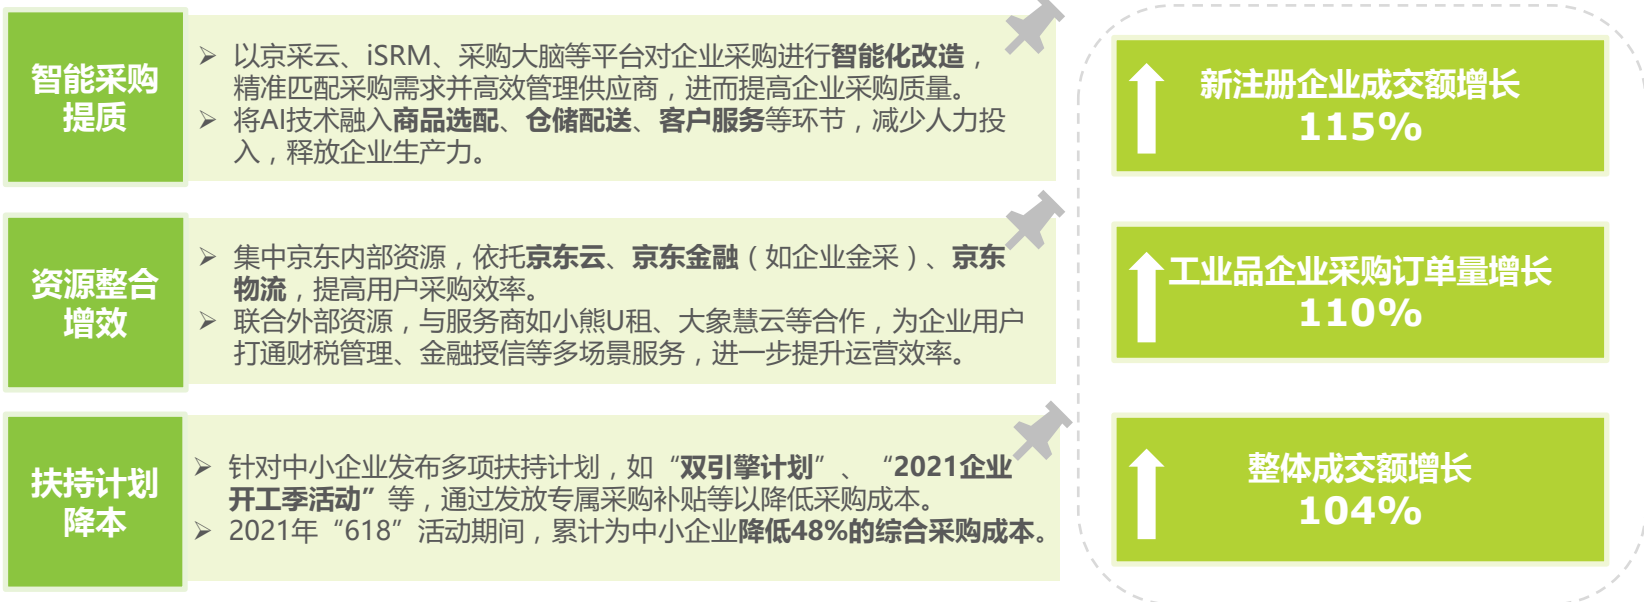 智能采购
提质
➢ 以京采云、iSRM、采购大脑等平台对企业采购进行智能化改造，
精准匹配采购需求并高效管理供应商，进而提高企业采购质量。
➢ 将AI技术融入商品选配、仓储配送、客户服务等环节，减少人力投
入，释放企业生产力。
新注册企业成交额增长
115%
资源整合
增效
➢ 集中京东内部资源，依托京东云、京东金融（如企业金采）、京东
物流，提高用户采购效率。
➢ 联合外部资源，与服务商如小熊U租、大象慧云等合作，为企业用户
打通财税管理、金融授信等多场景服务，进一步提升运营效率。
工业品企业采购订单量增长
110%
扶持计划
降本
➢ 针对中小企业发布多项扶持计划，如“双引擎计划”、“2021企业
开工季活动”等，通过发放专属采购补贴等以降低采购成本。
➢ 2021年“618”活动期间，累计为中小企业降低48%的综合采购成本。
整体成交额增长
104%